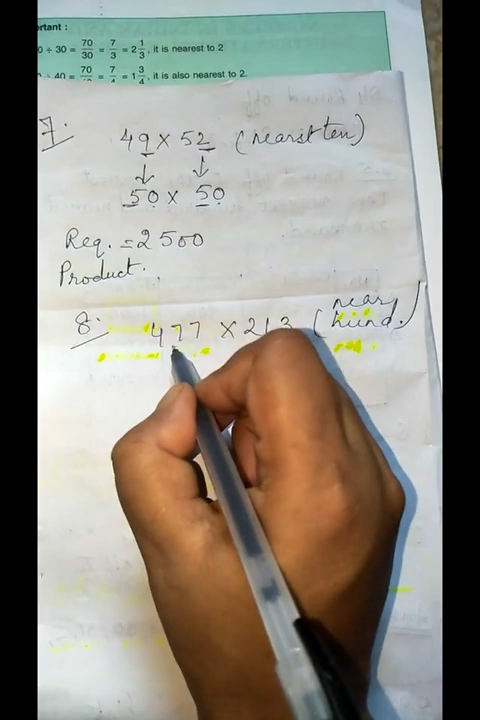 rtant :
0 ÷ 30 = 70/30 = 7/3 = 2 1/3, it is nearest to 2
÷ 40 = 70/40 = 7/4 = 1 3/4, it is also nearest to 2.
7. 49 × 52 (nearest ten)
50 × 50
Req. = 2500
Product.
8. 477 × 213 (near hund.)